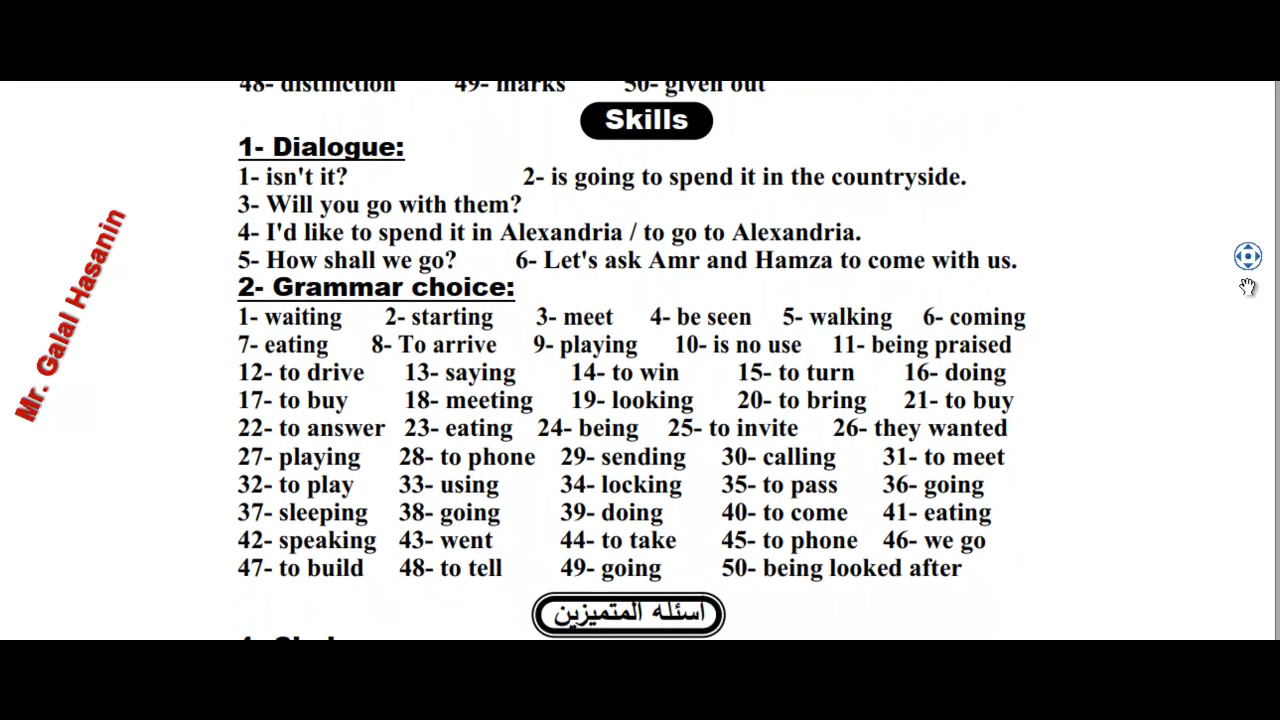 48- distinction 49- marks 50- given out
Skills
1- Dialogue:
1- isn't it? 2- is going to spend it in the countryside.
3- Will you go with them?
4- I'd like to spend it in Alexandria / to go to Alexandria.
5- How shall we go? 6- Let's ask Amr and Hamza to come with us.
2- Grammar choice:
1- waiting 2- starting 3- meet 4- be seen 5- walking 6- coming
7- eating 8- To arrive 9- playing 10- is no use 11- being praised
12- to drive 13- saying 14- to win 15- to turn 16- doing
17- to buy 18- meeting 19- looking 20- to bring 21- to buy
22- to answer 23- eating 24- being 25- to invite 26- they wanted
27- playing 28- to phone 29- sending 30- calling 31- to meet
32- to play 33- using 34- locking 35- to pass 36- going
37- sleeping 38- going 39- doing 40- to come 41- eating
42- speaking 43- went 44- to take 45- to phone 46- we go
47- to build 48- to tell 49- going 50- being looked after
اسئله المتميزين
Mr. Galal Hasanin